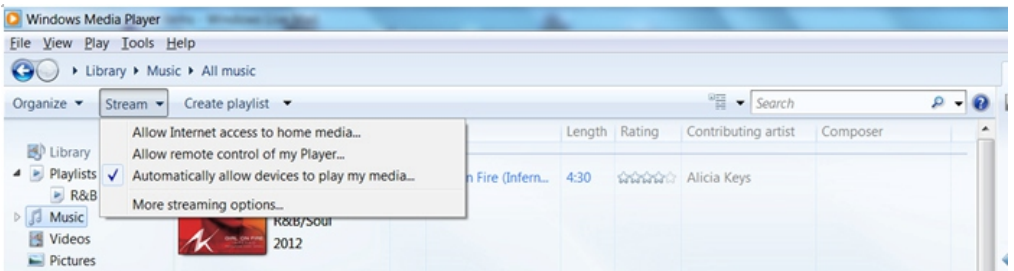 Windows Media Player
File View Play Tools Help
Library Music All music
Organize Stream Create playlist Search
Allow Internet access to home media... Length Rating Contributing artist Composer
Library Allow remote control of my Player...
Playlists Automatically allow devices to play my media... n Fire (Infern... 4:30 Alicia Keys
R&B
More streaming options...
Music R&B/Soul
Videos 2012
Pictures